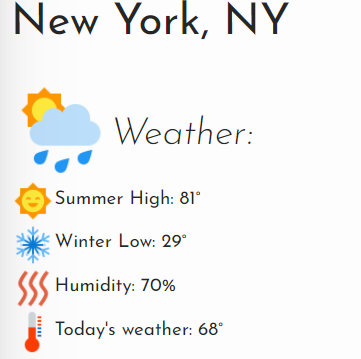 New York, NY
Weather:
Summer High: 81°
Winter Low: 29°
Humidity: 70%
Today's weather: 68°